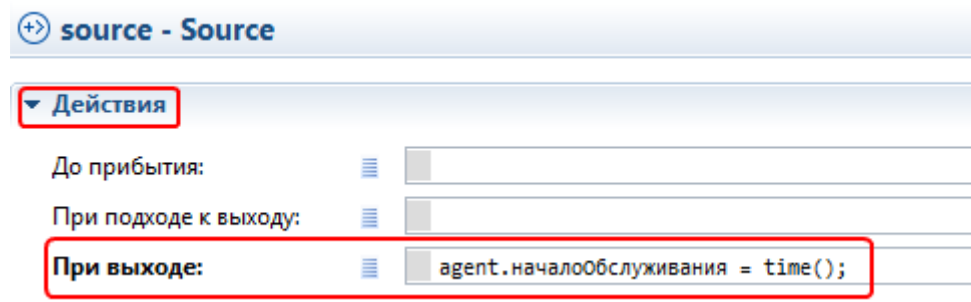 source - Source
Действия
До прибытия:
При подходе к выходу:
При выходе: agent.началоОбслуживания = time();